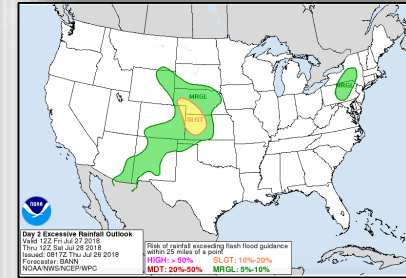 MRGL
SLGT
MRGL
NOAA
Day 2 Excessive Rainfall Outlook
Valid 12Z Fri Jul 27 2018
Thru 12Z Sat Jul 28 2018
Issued: 0817Z Thu Jul 26 2018
Forecaster: BANN
NOAA/NWS/NCEP/WPC
Risk of rainfall exceeding flash flood guidance
within 25 miles of a point
HIGH: > 50% SLGT: 10%-20%
MDT: 20%-50% MRGL: 5%-10%